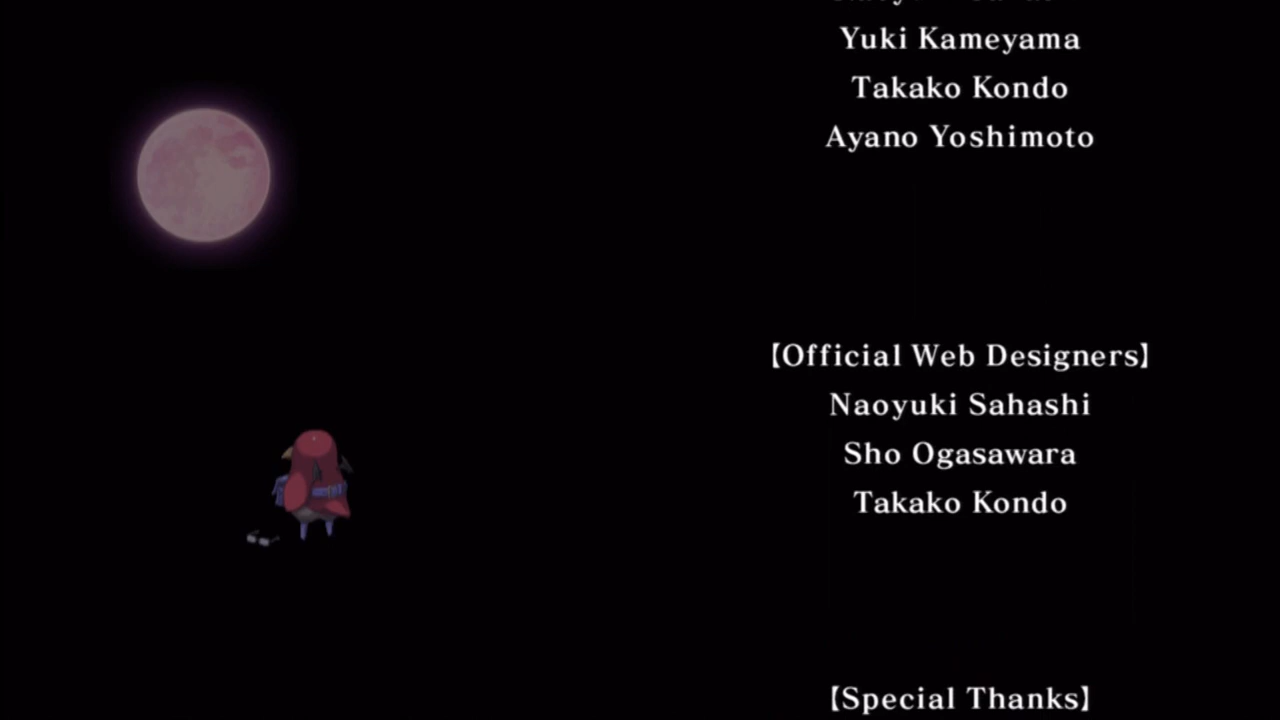 Yuki Kameyama
Takako Kondo
Ayano Yoshimoto
【Official Web Designers】
Naoyuki Sahashi
Sho Ogasawara
Takako Kondo
【Special Thanks】